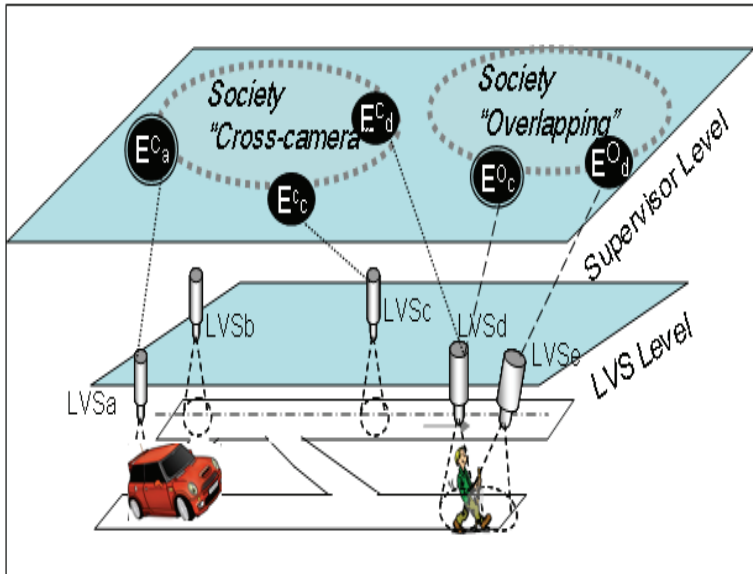 Society
"Cross-camera"
Society
"Overlapping"
E^C_a
E^C_d
E^C_c
E^O_c
E^O_d
Supervisor Level
LVSb
LVSc
LVSd
LVSe
LVSa
LVS Level